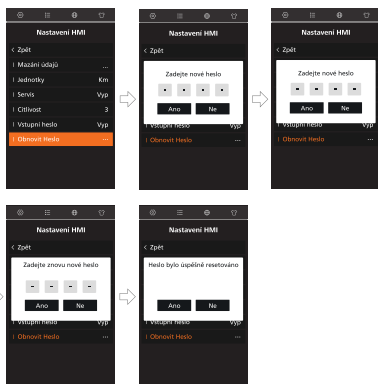 Nastavení HMI
< Zpět
Mazání údajů ...
Jednotky Km
Servis Vyp
Citlivost 3
Vstupní heslo Vyp
Obnovit Heslo ...
Nastavení HMI
< Zpět
Zadejte nové heslo
- - - -
Ano Ne
Vstupní heslo Vyp
Obnovit Heslo ...
Nastavení HMI
< Zpět
Zadejte nové heslo
- - - -
Ano Ne
Vstupní heslo Vyp
Obnovit Heslo ...
Nastavení HMI
< Zpět
Zadejte znovu nové heslo
- - - -
Ano Ne
Vstupní heslo Vyp
Obnovit Heslo ...
Nastavení HMI
< Zpět
Heslo bylo úspěšně resetováno
Ano Ne
Vstupní heslo Vyp
Obnovit Heslo ...